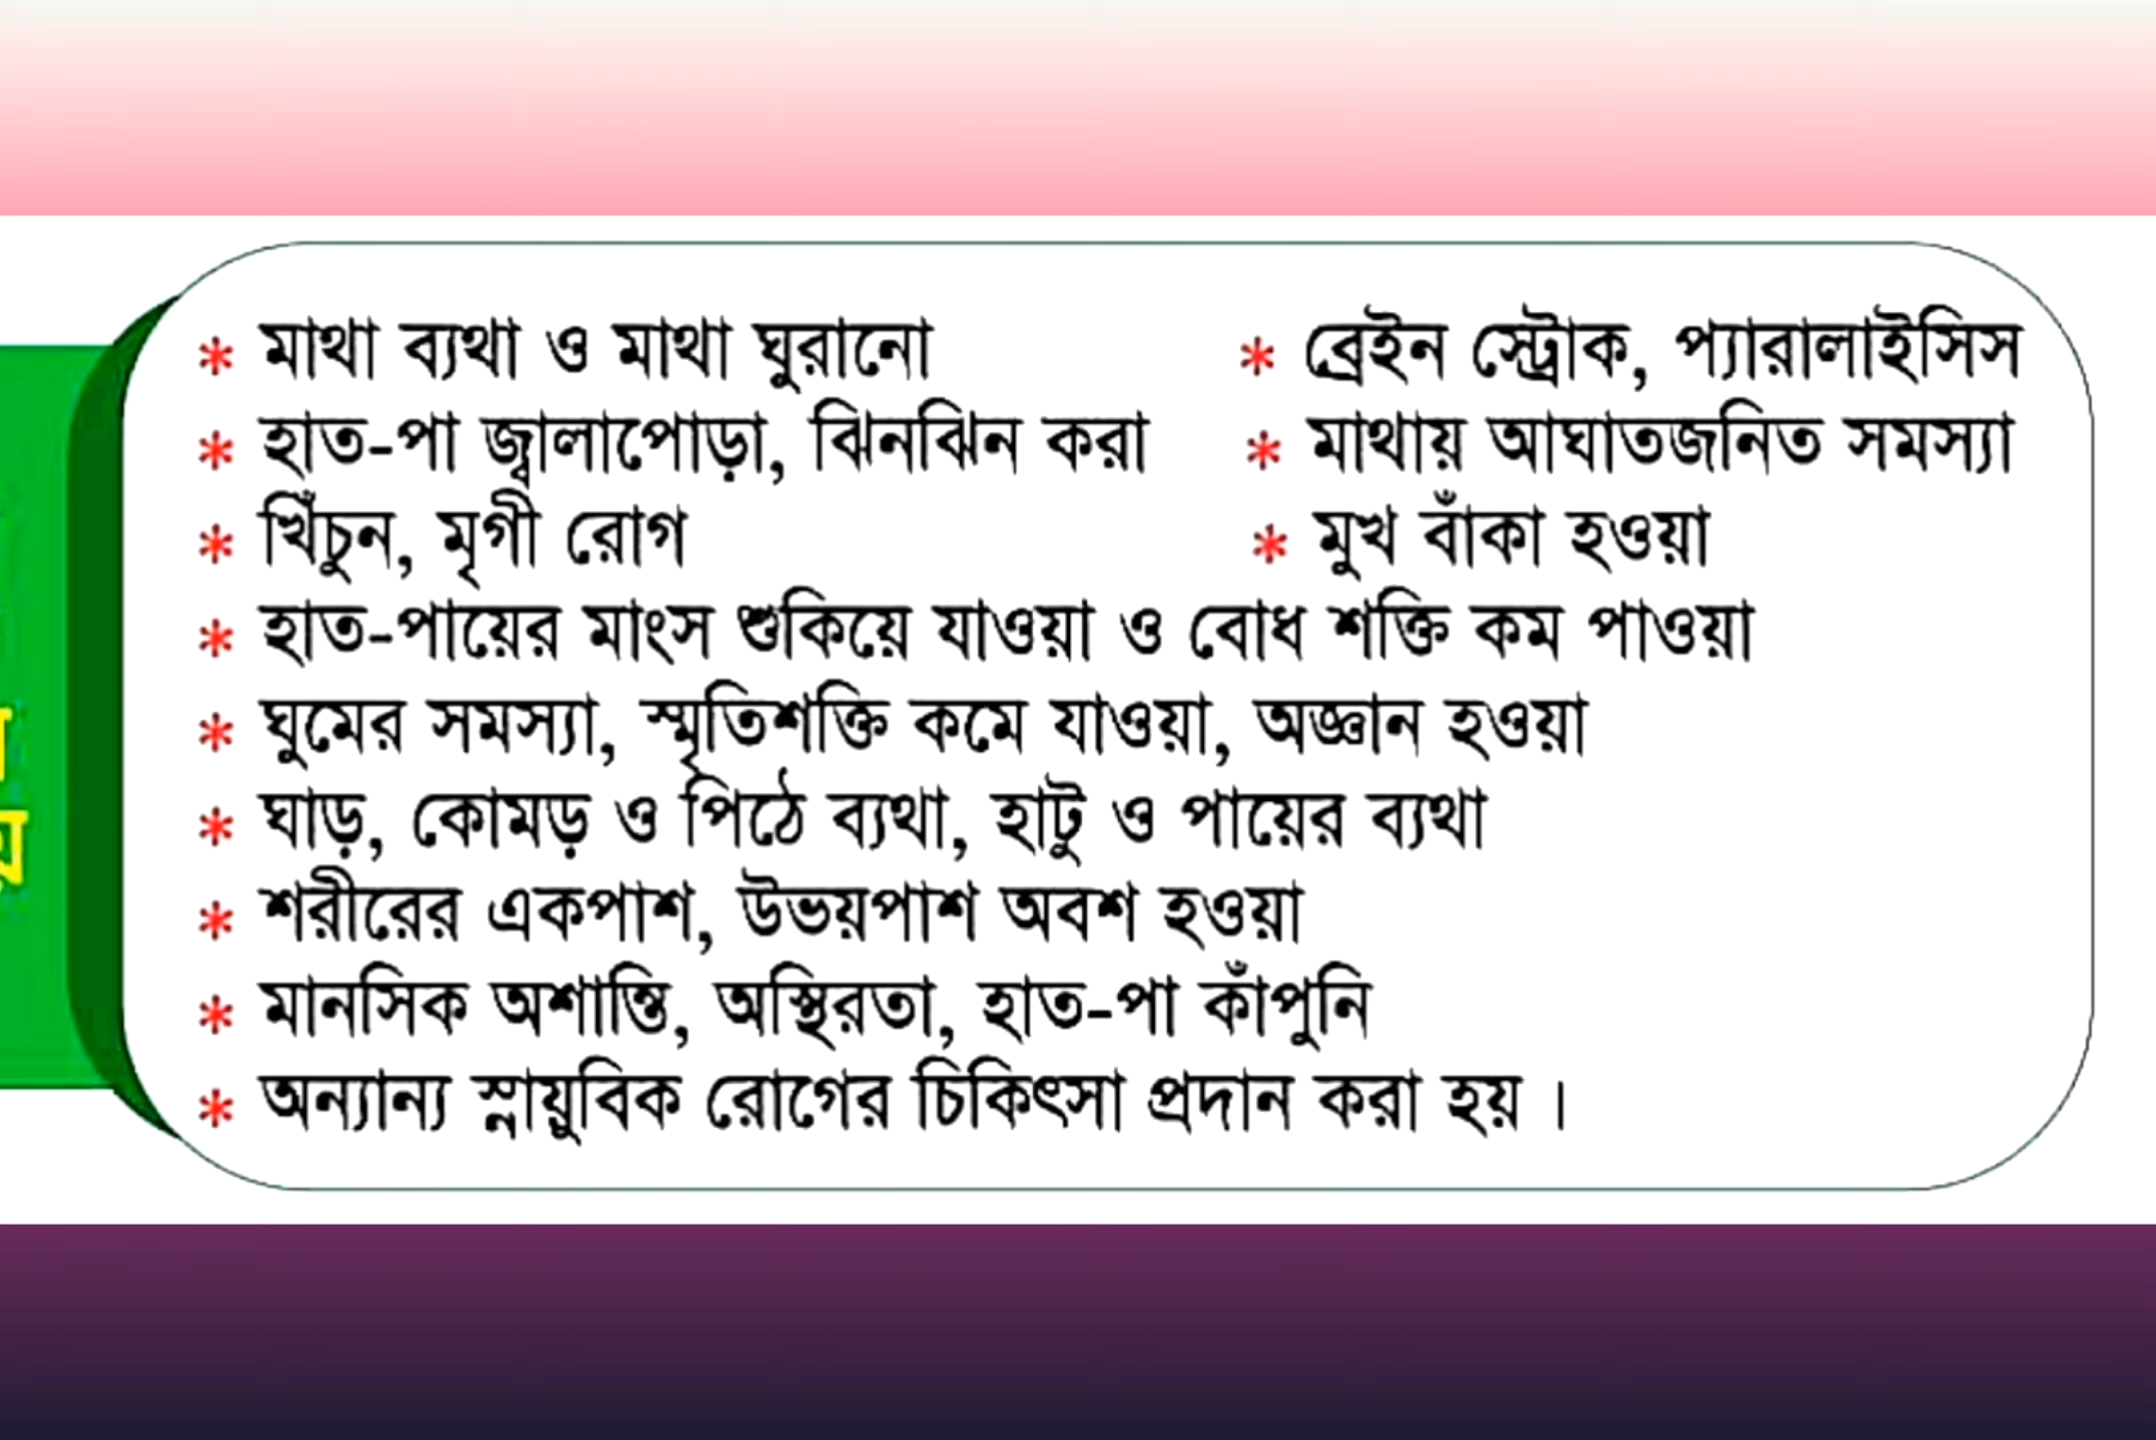 * মাথা ব্যথা ও মাথা ঘুরানো * ব্রেইন স্ট্রোক, প্যারালাইসিস
* হাত-পা জ্বালাপোড়া, ঝিনঝিন করা * মাথায় আঘাতজনিত সমস্যা
* খিঁচুন, মৃগী রোগ * মুখ বাঁকা হওয়া
* হাত-পায়ের মাংস শুকিয়ে যাওয়া ও বোধ শক্তি কম পাওয়া
* ঘুমের সমস্যা, স্মৃতিশক্তি কমে যাওয়া, অজ্ঞান হওয়া
* ঘাড়, কোমড় ও পিঠে ব্যথা, হাটু ও পায়ের ব্যথা
* শরীরের একপাশ, উভয়পাশ অবশ হওয়া
* মানসিক অশান্তি, অস্থিরতা, হাত-পা কাঁপুনি
* অন্যান্য স্নায়ুবিক রোগের চিকিৎসা প্রদান করা হয় ।